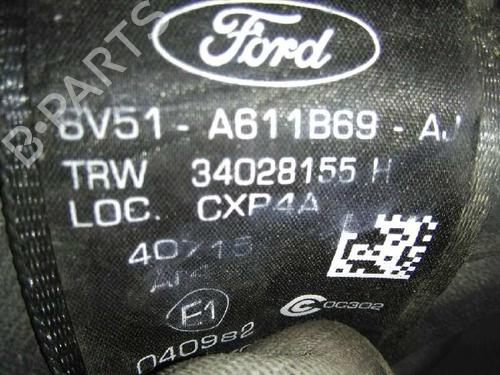 B-PARTS
Ford
8V51 - A611B69 - AJ
TRW 34028155 H
LOC. CXP4A
40715
E1
C OC302
040982